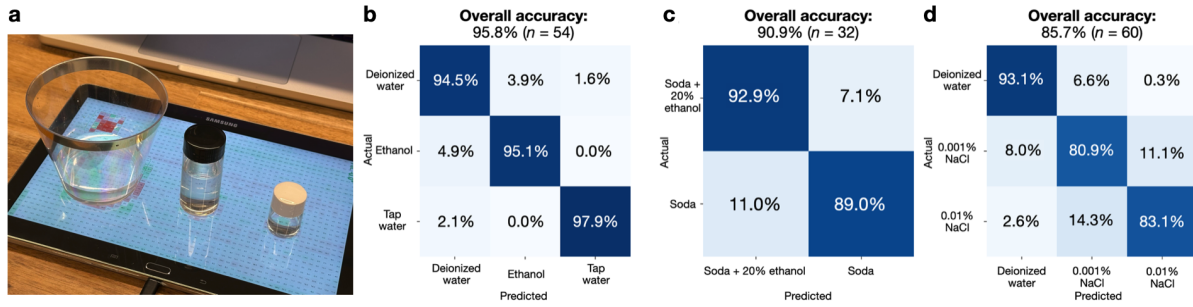 a
SAMSUNG
b
Overall accuracy:
95.8% (n = 54)
Actual
Deionized
water
94.5%
3.9%
1.6%
Ethanol
4.9%
95.1%
0.0%
Tap
water
2.1%
0.0%
97.9%
Deionized
water
Ethanol
Tap
water
Predicted
c
Overall accuracy:
90.9% (n = 32)
Actual
Soda +
20%
ethanol
92.9%
7.1%
Soda
11.0%
89.0%
Soda + 20% ethanol
Soda
Predicted
d
Overall accuracy:
85.7% (n = 60)
Actual
Deionized
water
93.1%
6.6%
0.3%
0.001%
NaCl
8.0%
80.9%
11.1%
0.01%
NaCl
2.6%
14.3%
83.1%
Deionized
water
0.001%
NaCl
0.01%
NaCl
Predicted